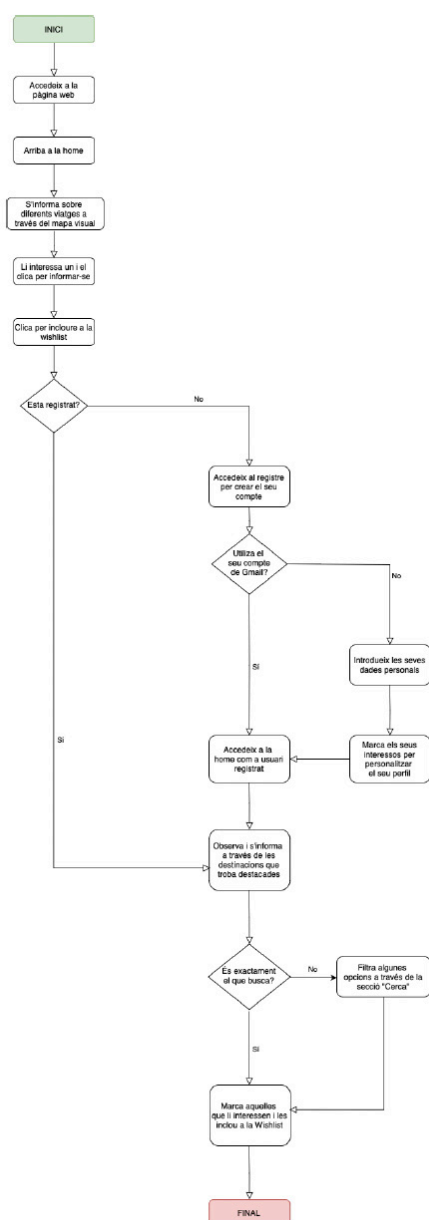 INICI
Accedeix a la
pàgina web
Arriba a la home
S'informa sobre
diferents viatges a
través del mapa visual
Li interessa un i el
clica per informar-se
Clica per incloure a la
wishlist
Esta registrat?
No
Accedeix al registre
per crear el seu
compte
Utiliza el
seu compte
de Gmail?
No
Introdueix les seves
dades personals
Sí
Sí
Accedeix a la
home com a usuari
registrat
Marca els seus
interessos per
personalitzar
el seu perfil
Observa i s'informa
a través de les
destinacions que
troba destacades
És exactament
el que busca?
No
Filtra algunes
opcions a través de la
secció "Cerca"
Sí
Marca aquelles
que li interessen i les
inclou a la Wishlist
FINAL